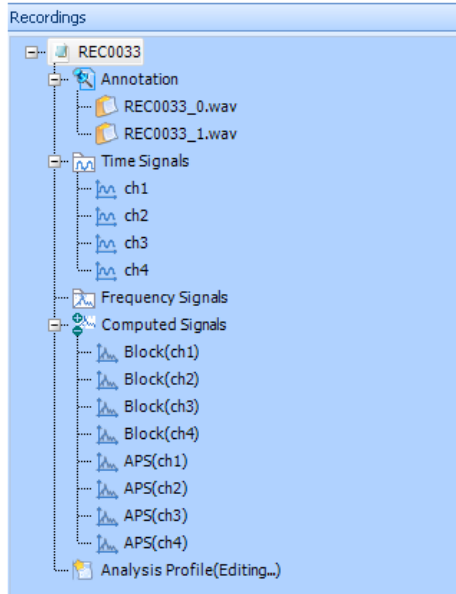 Recordings
REC0033
Annotation
REC0033_0.wav
REC0033_1.wav
Time Signals
ch1
ch2
ch3
ch4
Frequency Signals
Computed Signals
Block(ch1)
Block(ch2)
Block(ch3)
Block(ch4)
APS(ch1)
APS(ch2)
APS(ch3)
APS(ch4)
Analysis Profile(Editing...)